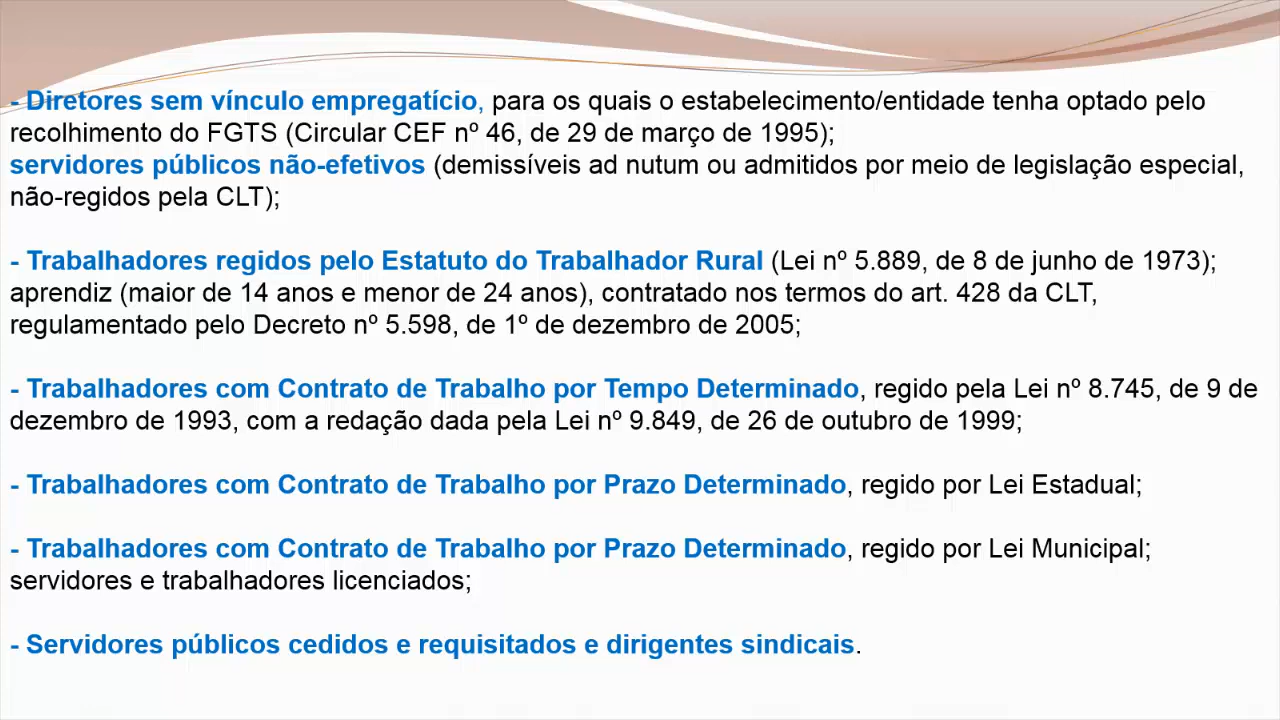 - Diretores sem vínculo empregatício, para os quais o estabelecimento/entidade tenha optado pelo
recolhimento do FGTS (Circular CEF nº 46, de 29 de março de 1995);
servidores públicos não-efetivos (demissíveis ad nutum ou admitidos por meio de legislação especial,
não-regidos pela CLT);
- Trabalhadores regidos pelo Estatuto do Trabalhador Rural (Lei nº 5.889, de 8 de junho de 1973);
aprendiz (maior de 14 anos e menor de 24 anos), contratado nos termos do art. 428 da CLT,
regulamentado pelo Decreto nº 5.598, de 1º de dezembro de 2005;
- Trabalhadores com Contrato de Trabalho por Tempo Determinado, regido pela Lei nº 8.745, de 9 de
dezembro de 1993, com a redação dada pela Lei nº 9.849, de 26 de outubro de 1999;
- Trabalhadores com Contrato de Trabalho por Prazo Determinado, regido por Lei Estadual;
- Trabalhadores com Contrato de Trabalho por Prazo Determinado, regido por Lei Municipal;
servidores e trabalhadores licenciados;
- Servidores públicos cedidos e requisitados e dirigentes sindicais.